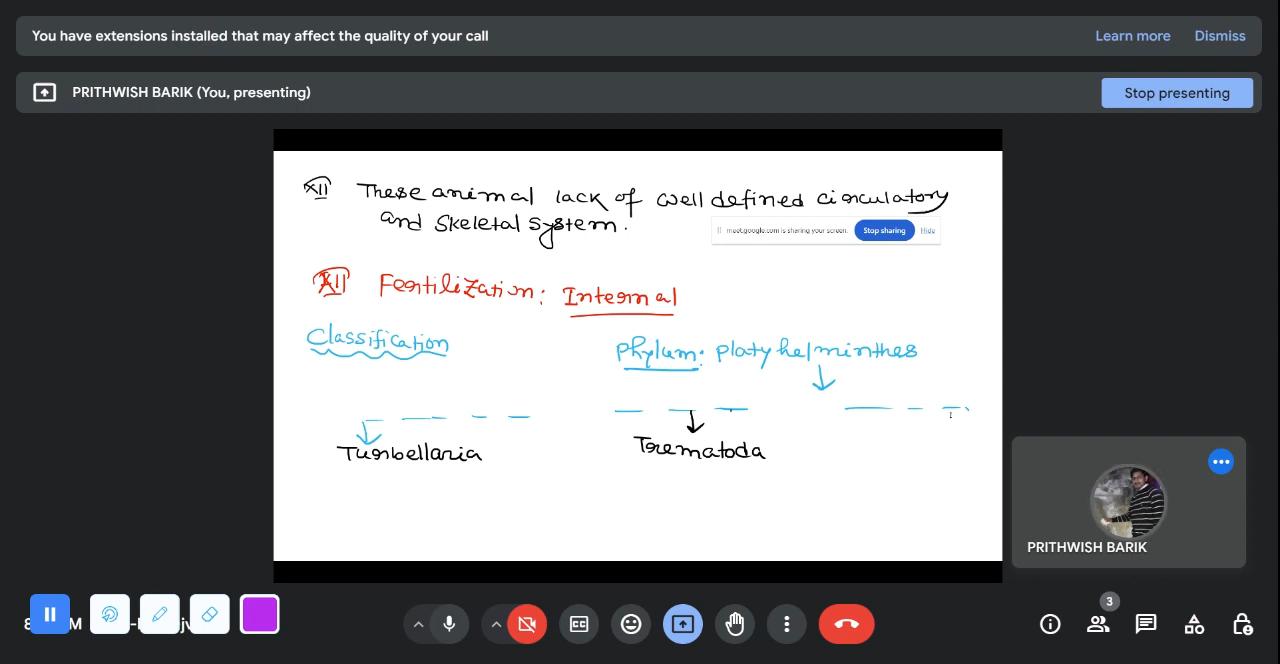 You have extensions installed that may affect the quality of your call
Learn more
Dismiss
PRITHWISH BARIK (You, presenting)
Stop presenting
XII These animal lack of well defined circulatory
and skeletal system.
meet.google.com is sharing your screen.
Stop sharing
Hide
XII Fertilization: Internal
Classification
Phylum: platyhelminthes
Turbellaria
Trematoda
PRITHWISH BARIK
3